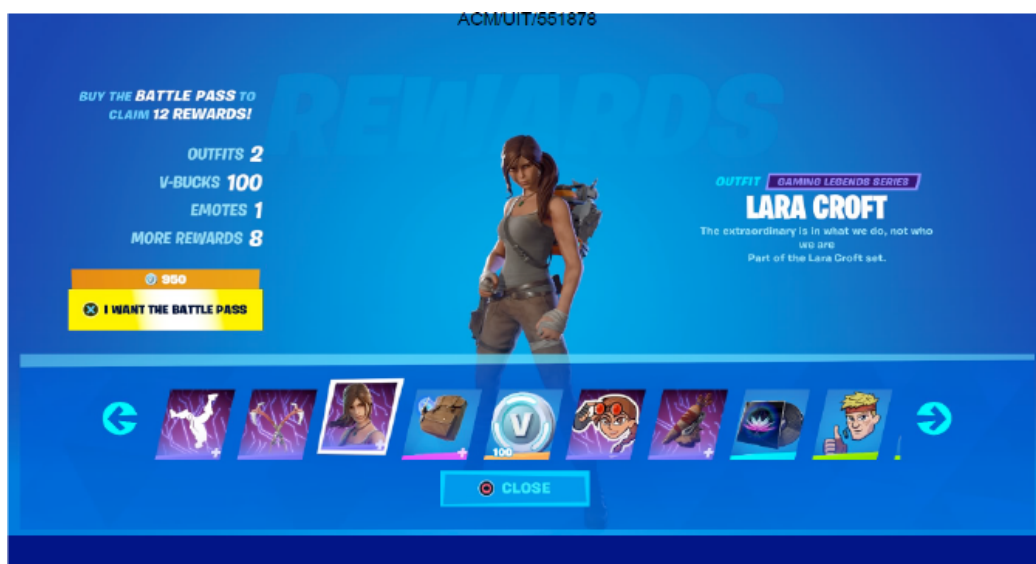 ACM/UIT/551878
REWARDS
BUY THE BATTLE PASS TO
CLAIM 12 REWARDS!
OUTFITS 2
V-BUCKS 100
EMOTES 1
MORE REWARDS 8
950
I WANT THE BATTLE PASS
OUTFIT GAMING LEGENDS SERIES
LARA CROFT
The extraordinary is in what we do, not who
we are
Part of the Lara Croft set.
V
100
CLOSE